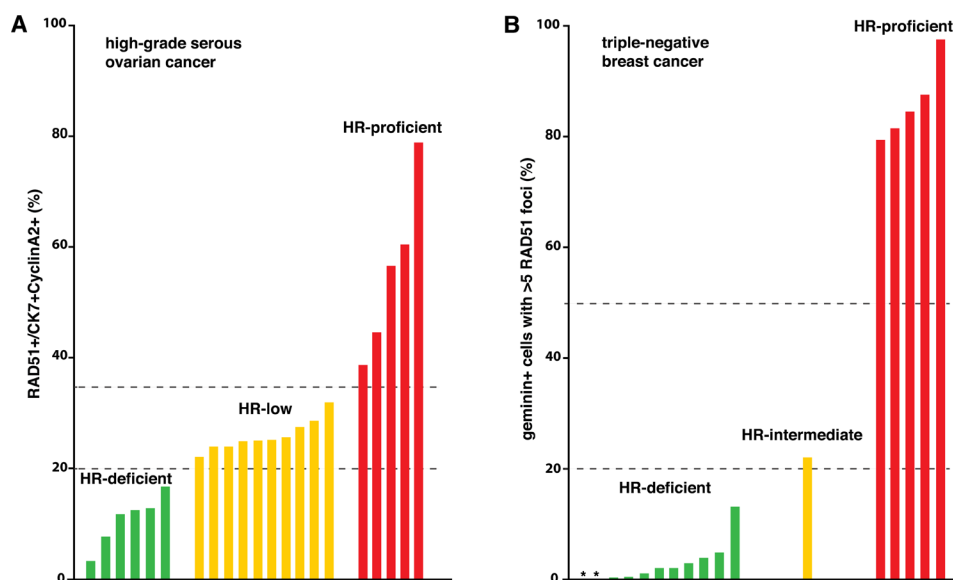 A
high-grade serous
ovarian cancer
RAD51+/CK7+CyclinA2+ (%)
100
80
60
40
20
0
HR-deficient
HR-low
HR-proficient
B
triple-negative
breast cancer
geminin+ cells with >5 RAD51 foci (%)
100
80
60
40
20
0
* *
HR-deficient
HR-intermediate
HR-proficient